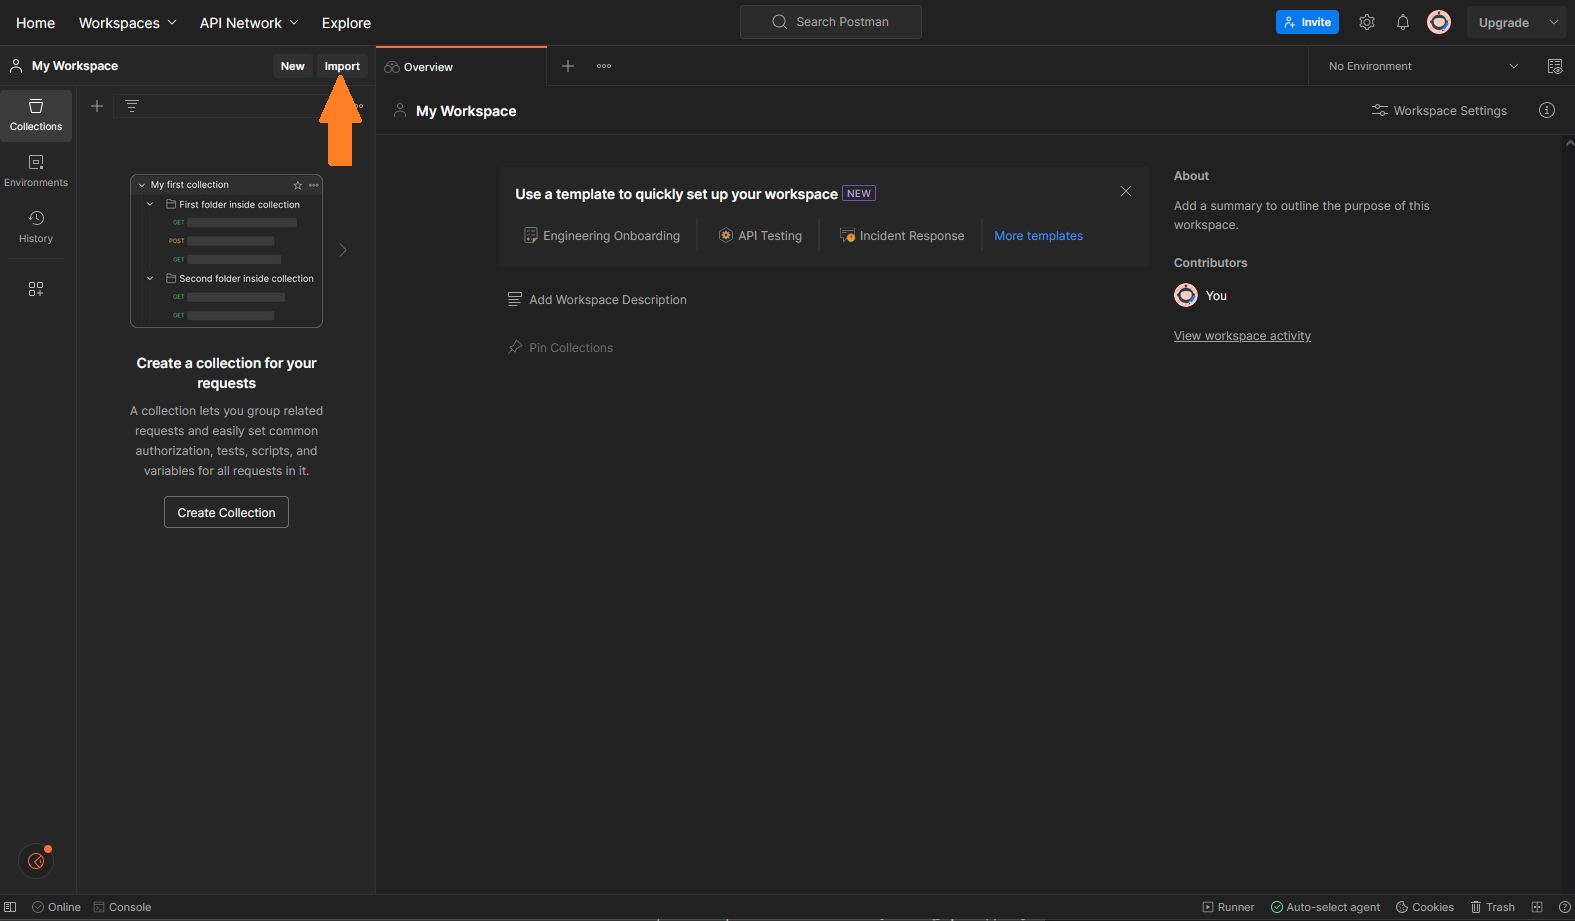 Home Workspaces API Network Explore Search Postman Invite Upgrade
My Workspace New Import Overview No Environment
My Workspace Workspace Settings
Collections
Environments
History
My first collection
First folder inside collection
GET
POST
GET
Second folder inside collection
GET
GET
Create a collection for your
requests
A collection lets you group related
requests and easily set common
authorization, tests, scripts, and
variables for all requests in it.
Create Collection
Use a template to quickly set up your workspace NEW
Engineering Onboarding API Testing Incident Response More templates
Add Workspace Description
Pin Collections
About
Add a summary to outline the purpose of this
workspace.
Contributors
You
View workspace activity
Online Console Runner Auto-select agent Cookies Trash